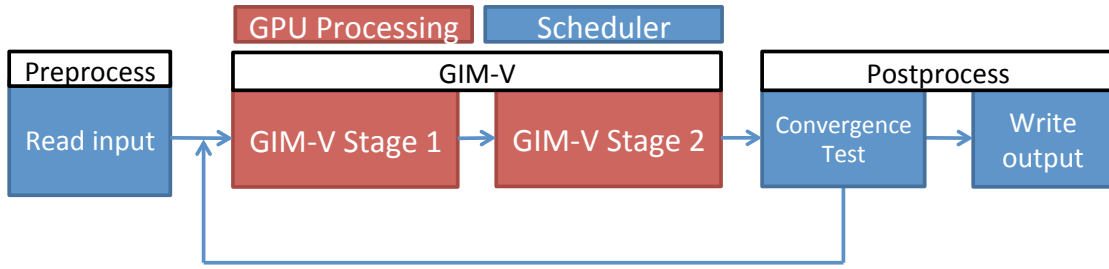 GPU Processing
Scheduler
Preprocess
GIM-V
Postprocess
Read input
GIM-V Stage 1
GIM-V Stage 2
Convergence
Test
Write
output